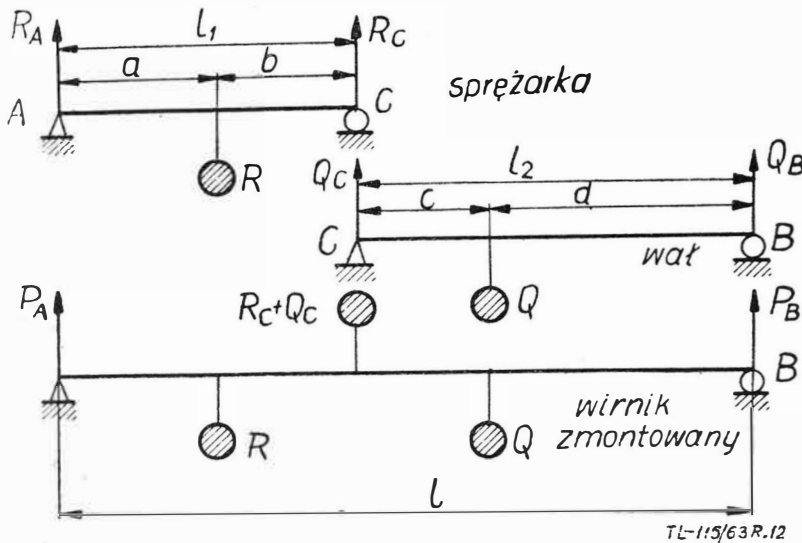 R_A l_1 R_C
a b
A C sprężarka
R Q_C l_2 Q_B
c d
C wał B
P_A R_C+Q_C Q P_B
B
wirnik
R Q zmontowany
l
TL-115/63R.12